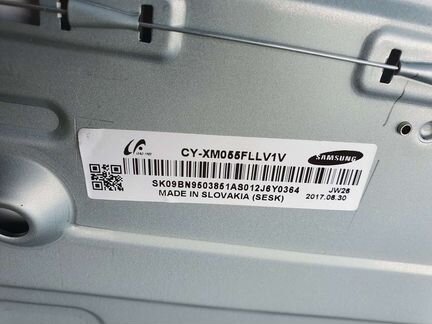 CY-XM055FLLV1V
SAMSUNG
SK09BN9503851AS012J6Y0364
JW26
MADE IN SLOVAKIA (SESK)
2017.06.30